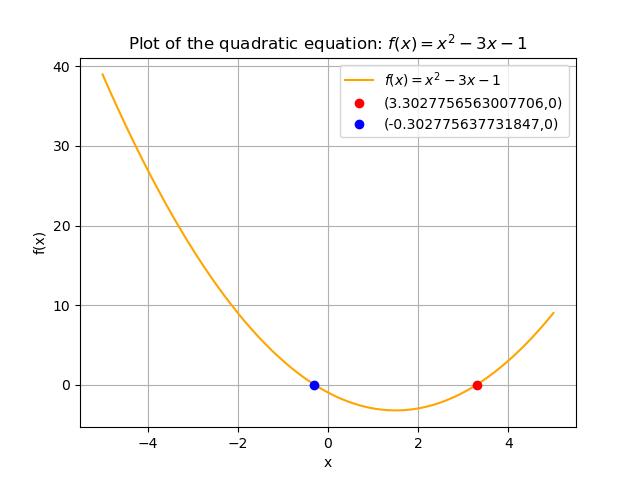 Plot of the quadratic equation: f(x) = x² − 3x − 1
f(x) = x² − 3x − 1
(3.3027756563007706,0)
(-0.302775637731847,0)
40
30
20
10
0
f(x)
−4 −2 0 2 4
x